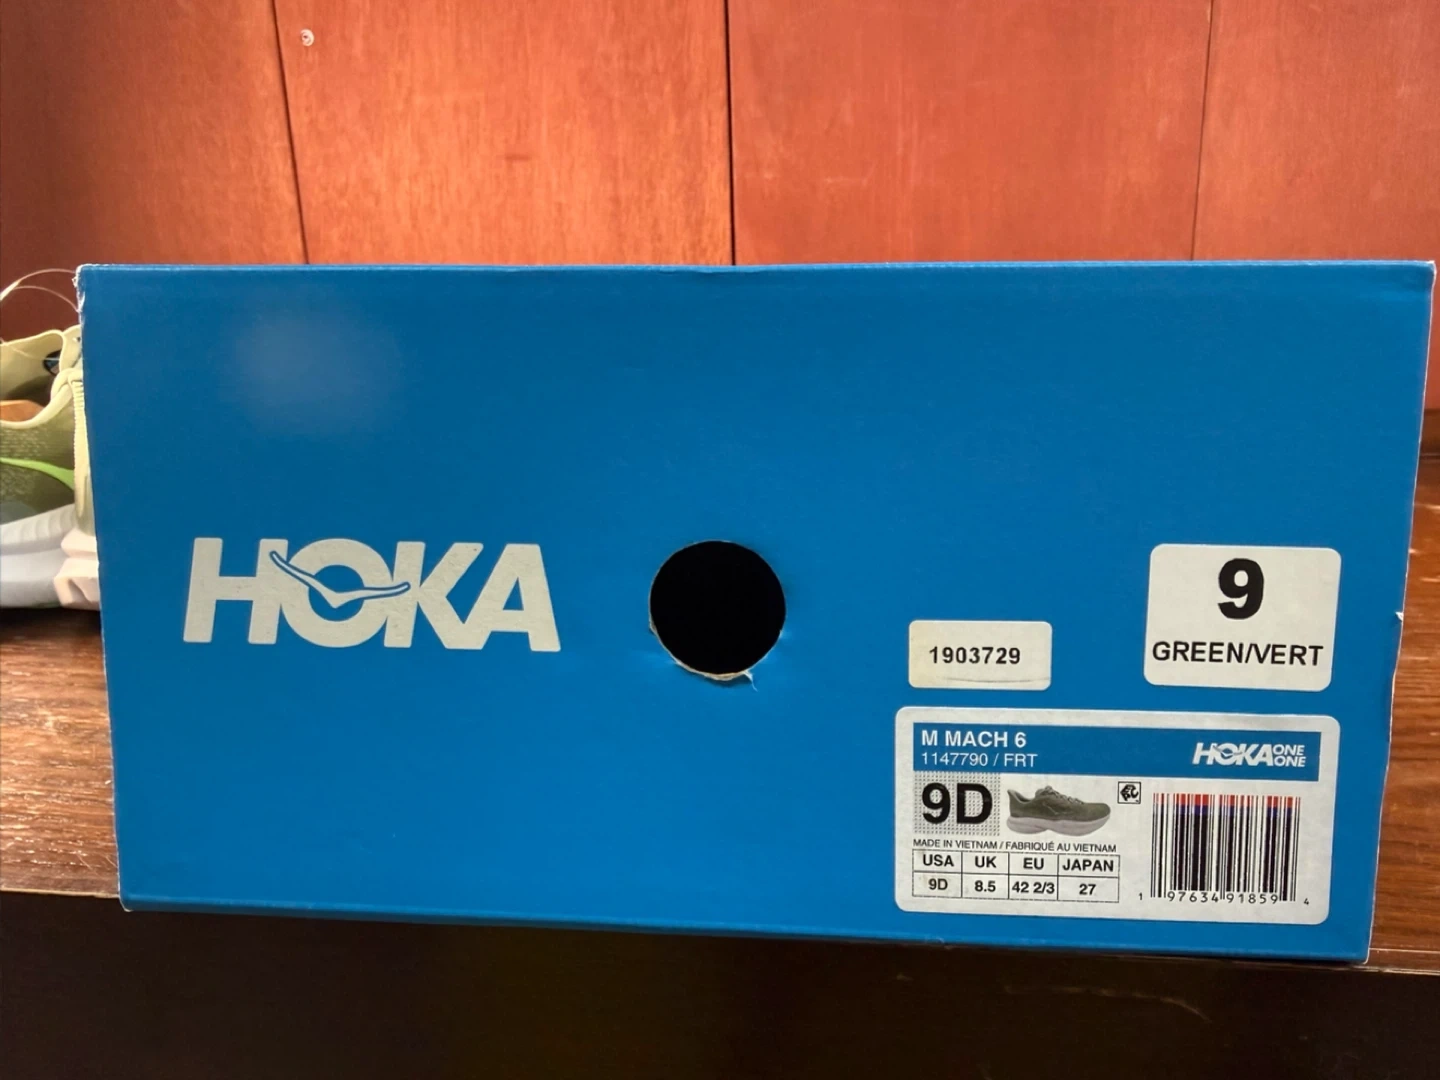 HOKA
9
GREEN/VERT
1903729
M MACH 6
1147790 / FRT
HOKA ONE ONE
9D
MADE IN VIETNAM / FABRIQUÉ AU VIETNAM
USA UK EU JAPAN
9D 8.5 42 2/3 27
1 97634 91859 4